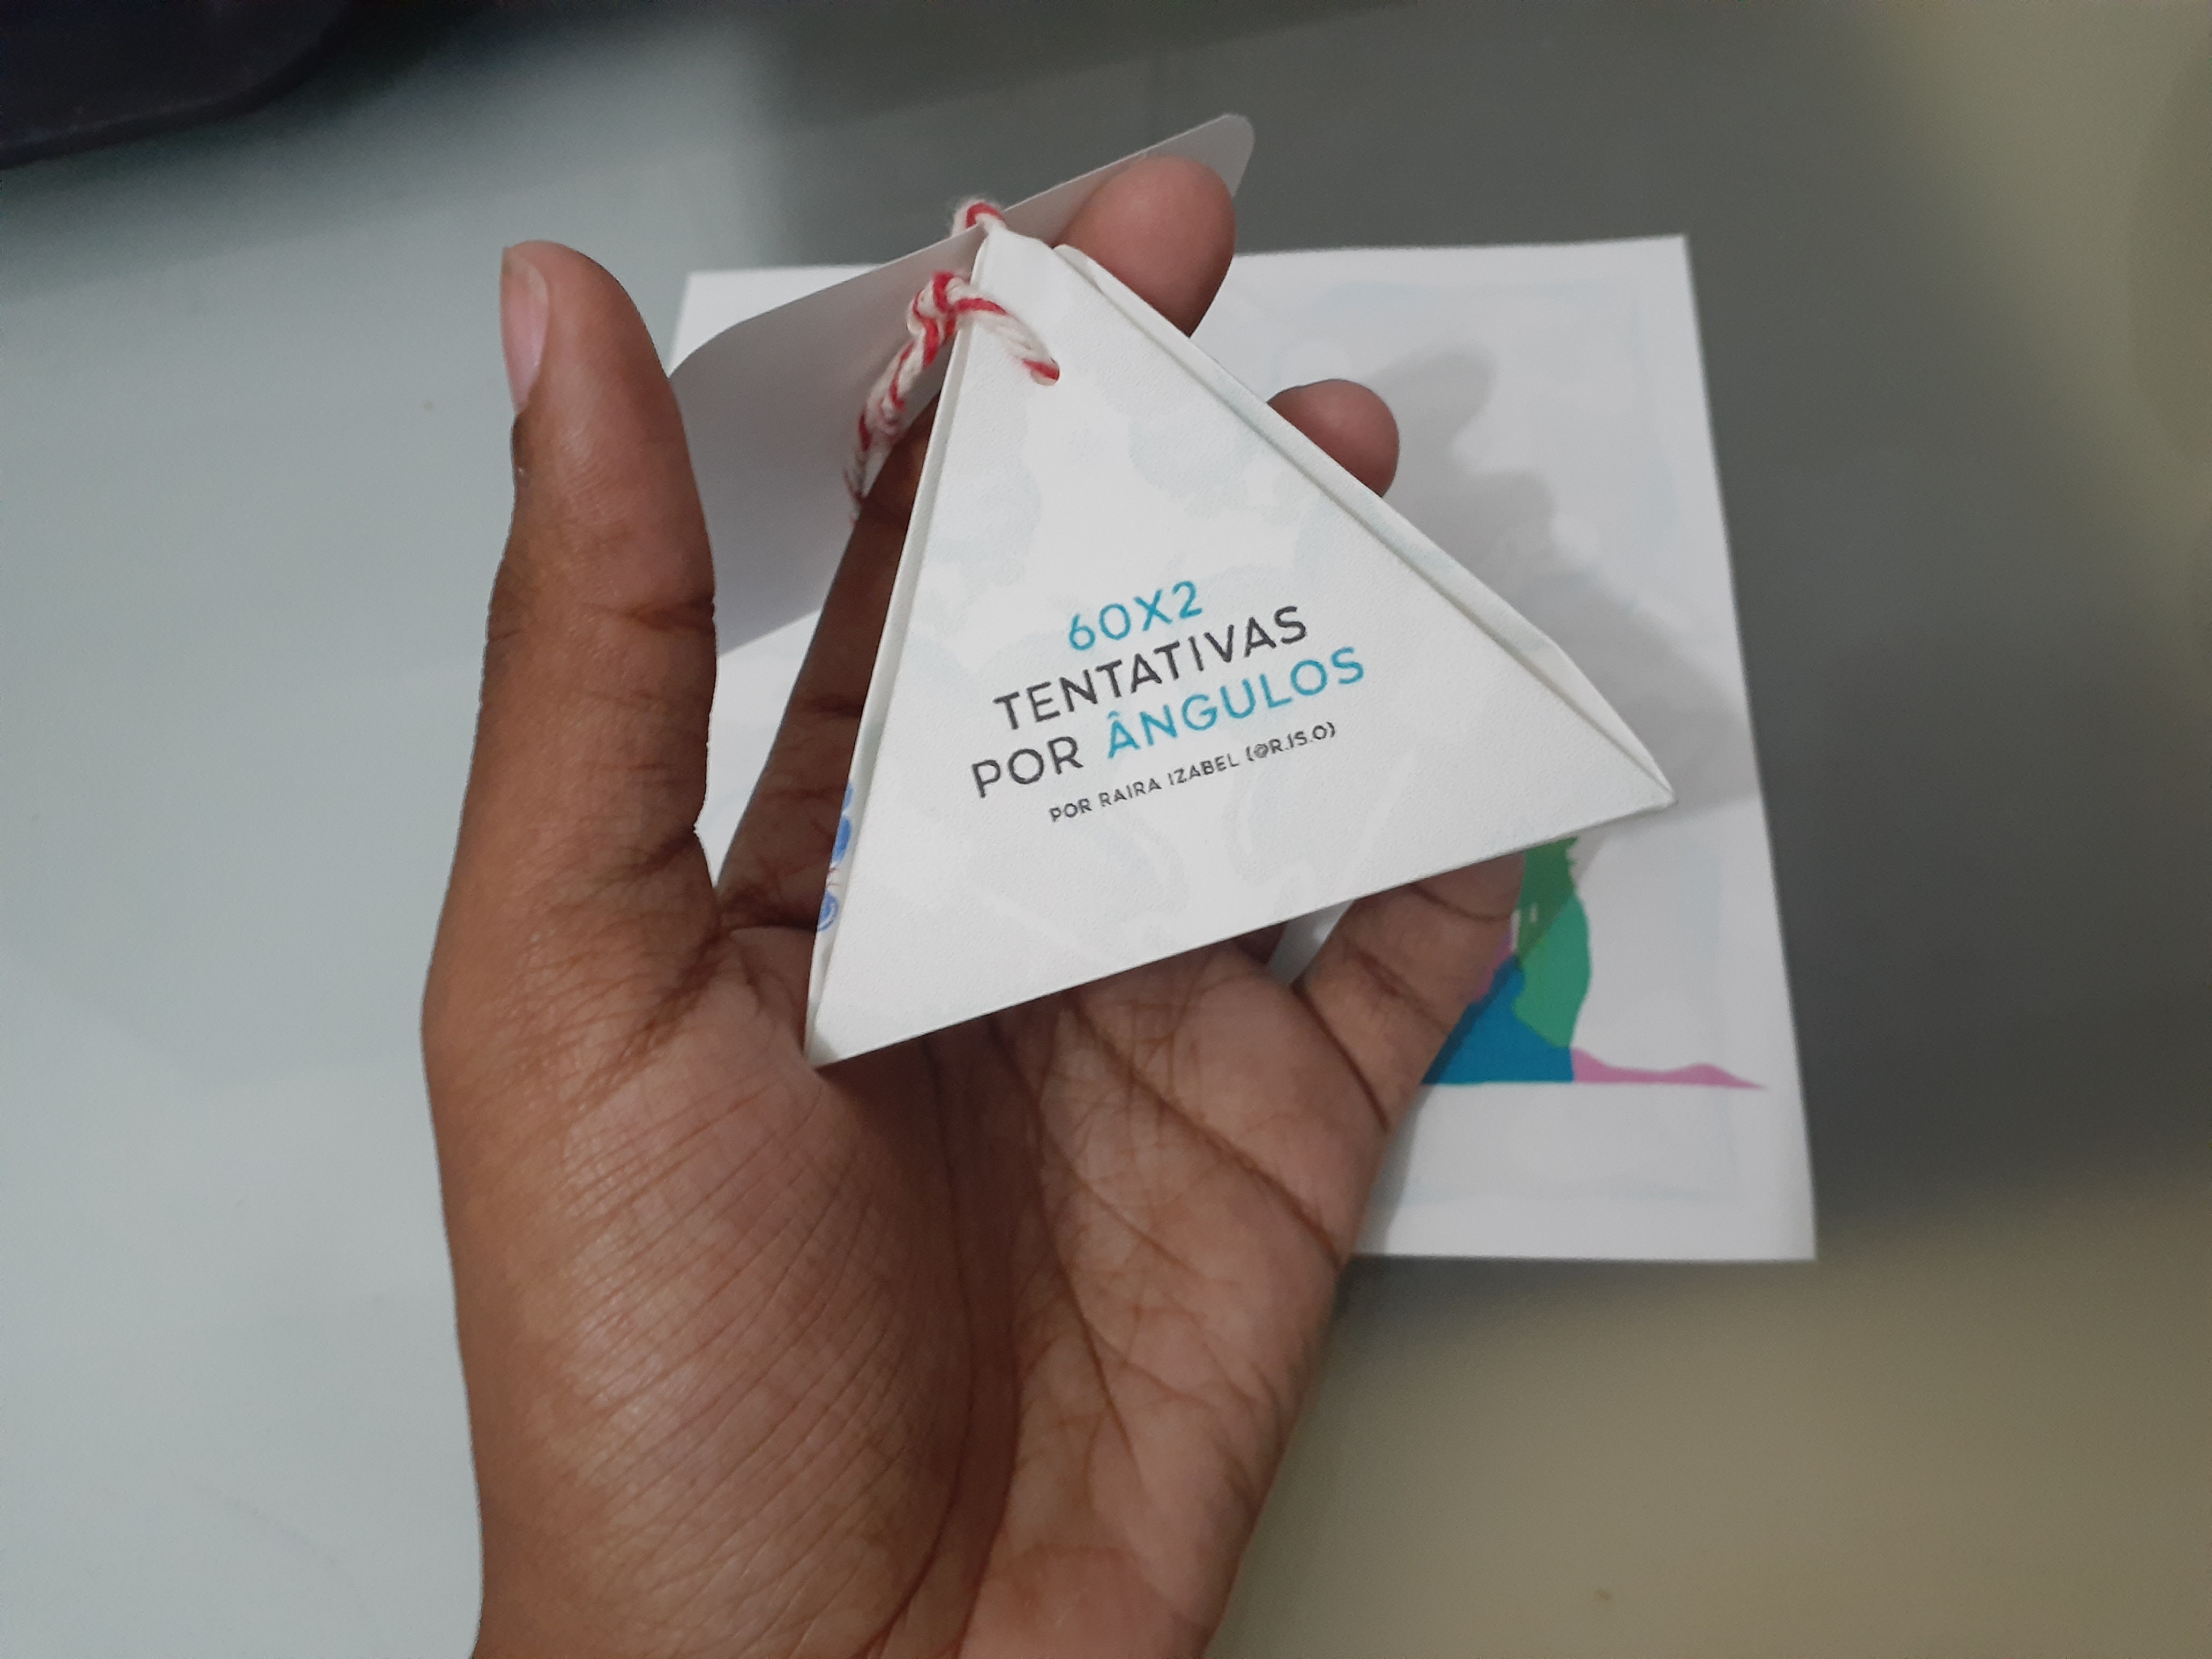 60X2
TENTATIVAS
POR ÂNGULOS
POR RAIRA IZABEL (@R.IS.O)